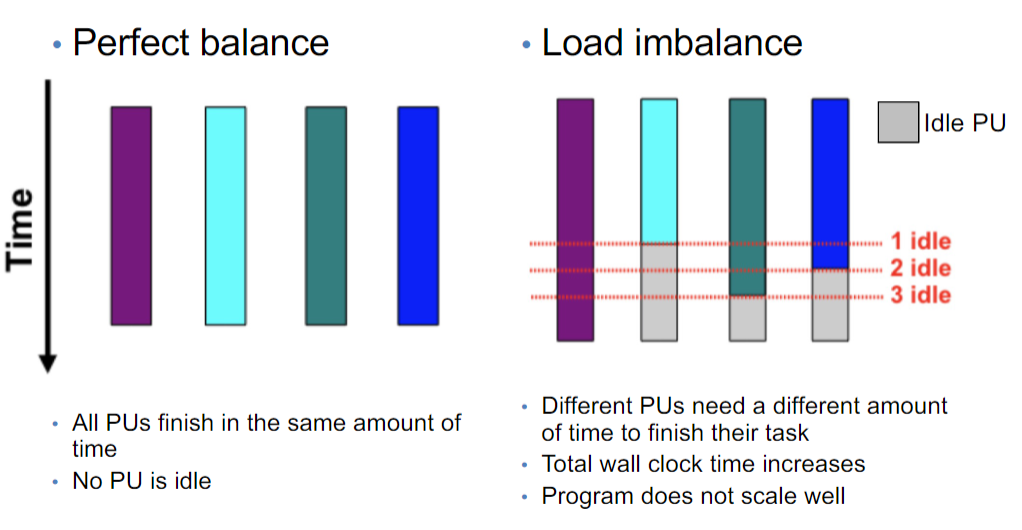 • Perfect balance
Time
• All PUs finish in the same amount of
time
• No PU is idle
• Load imbalance
Idle PU
1 idle
2 idle
3 idle
• Different PUs need a different amount
of time to finish their task
• Total wall clock time increases
• Program does not scale well